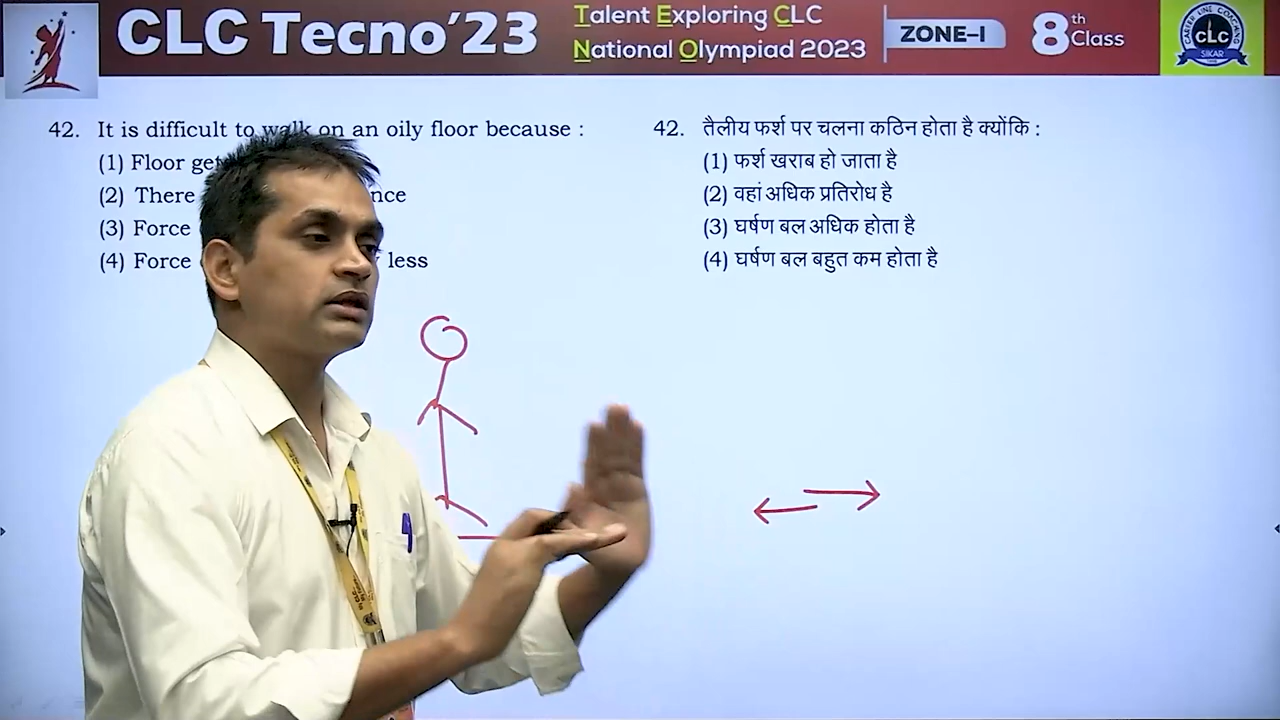 CLC Tecno'23
Talent Exploring CLC
National Olympiad 2023
ZONE–I
8th Class
CLC
SIKAR
42. It is difficult to walk on an oily floor because :
(1) Floor
(2) There
(3) Force
(4) Force less
42. तैलीय फर्श पर चलना कठिन होता है क्योंकि :
(1) फर्श खराब हो जाता है
(2) वहां अधिक प्रतिरोध है
(3) घर्षण बल अधिक होता है
(4) घर्षण बल बहुत कम होता है